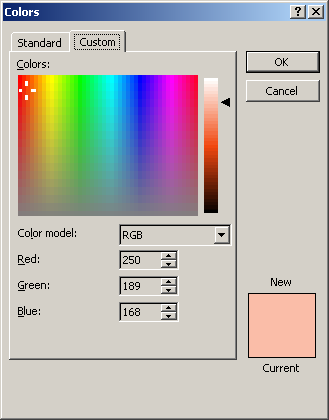 Colors
Standard
Custom
Colors:
OK
Cancel
Color model:
RGB
Red:
250
Green:
189
Blue:
168
New
Current